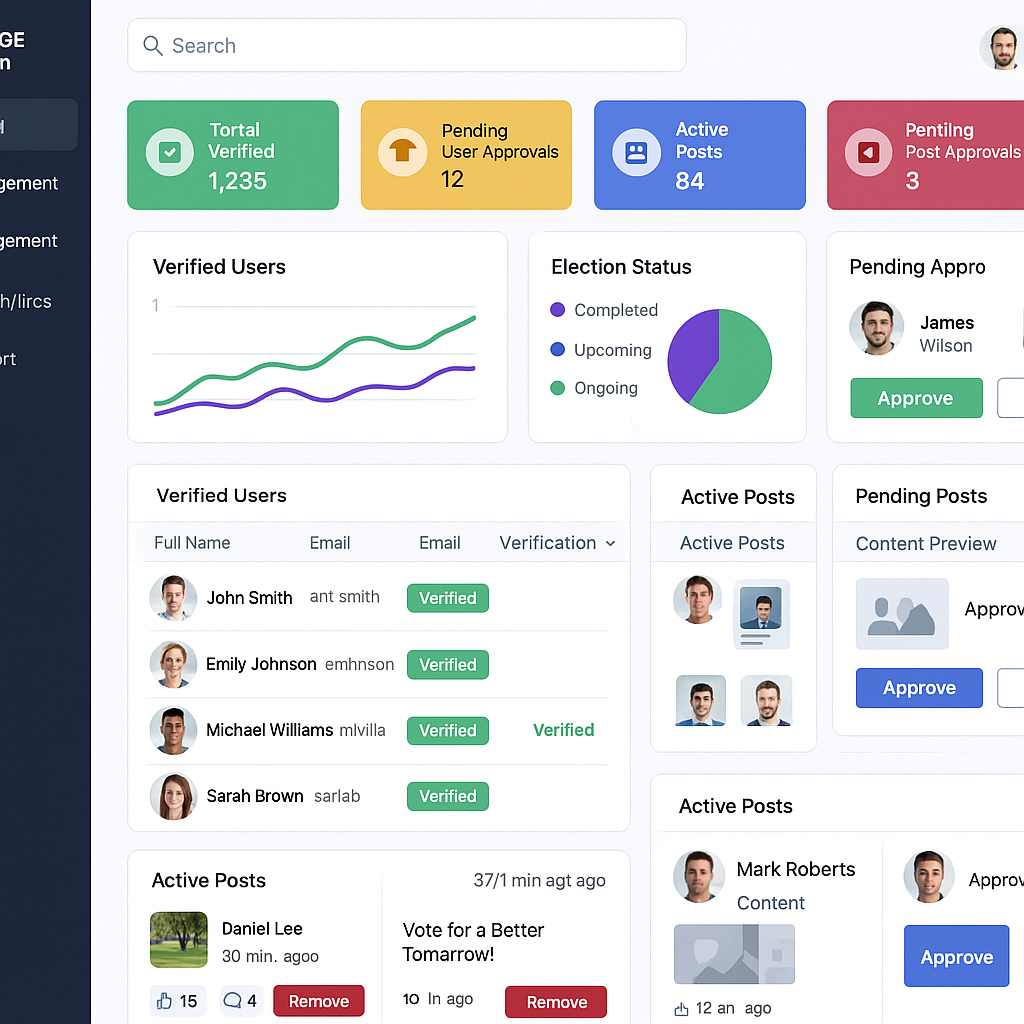 GE
n
Search
el
gement
gement
h/lircs
ort
Tortal
Verified
1,235
Pending
User Approvals
12
Active
Posts
84
Pentilng
Post Approvals
3
Verified Users
1
Election Status
Completed
Upcoming
Ongoing
Pending Appro
James
Wilson
Approve
Verified Users
Full Name Email Email Verification
John Smith ant smith Verified
Emily Johnson emhnson Verified
Michael Williams mlvilla Verified Verified
Sarah Brown sarlab Verified
Active Posts
Active Posts
Pending Posts
Content Preview
Approv
Approve
Active Posts
37/1 min agt ago
Daniel Lee
30 min. agoo
15 4 Remove
Vote for a Better
Tomarrow!
10 In ago
Remove
Active Posts
Mark Roberts
Content
12 an ago
Approv
Approve